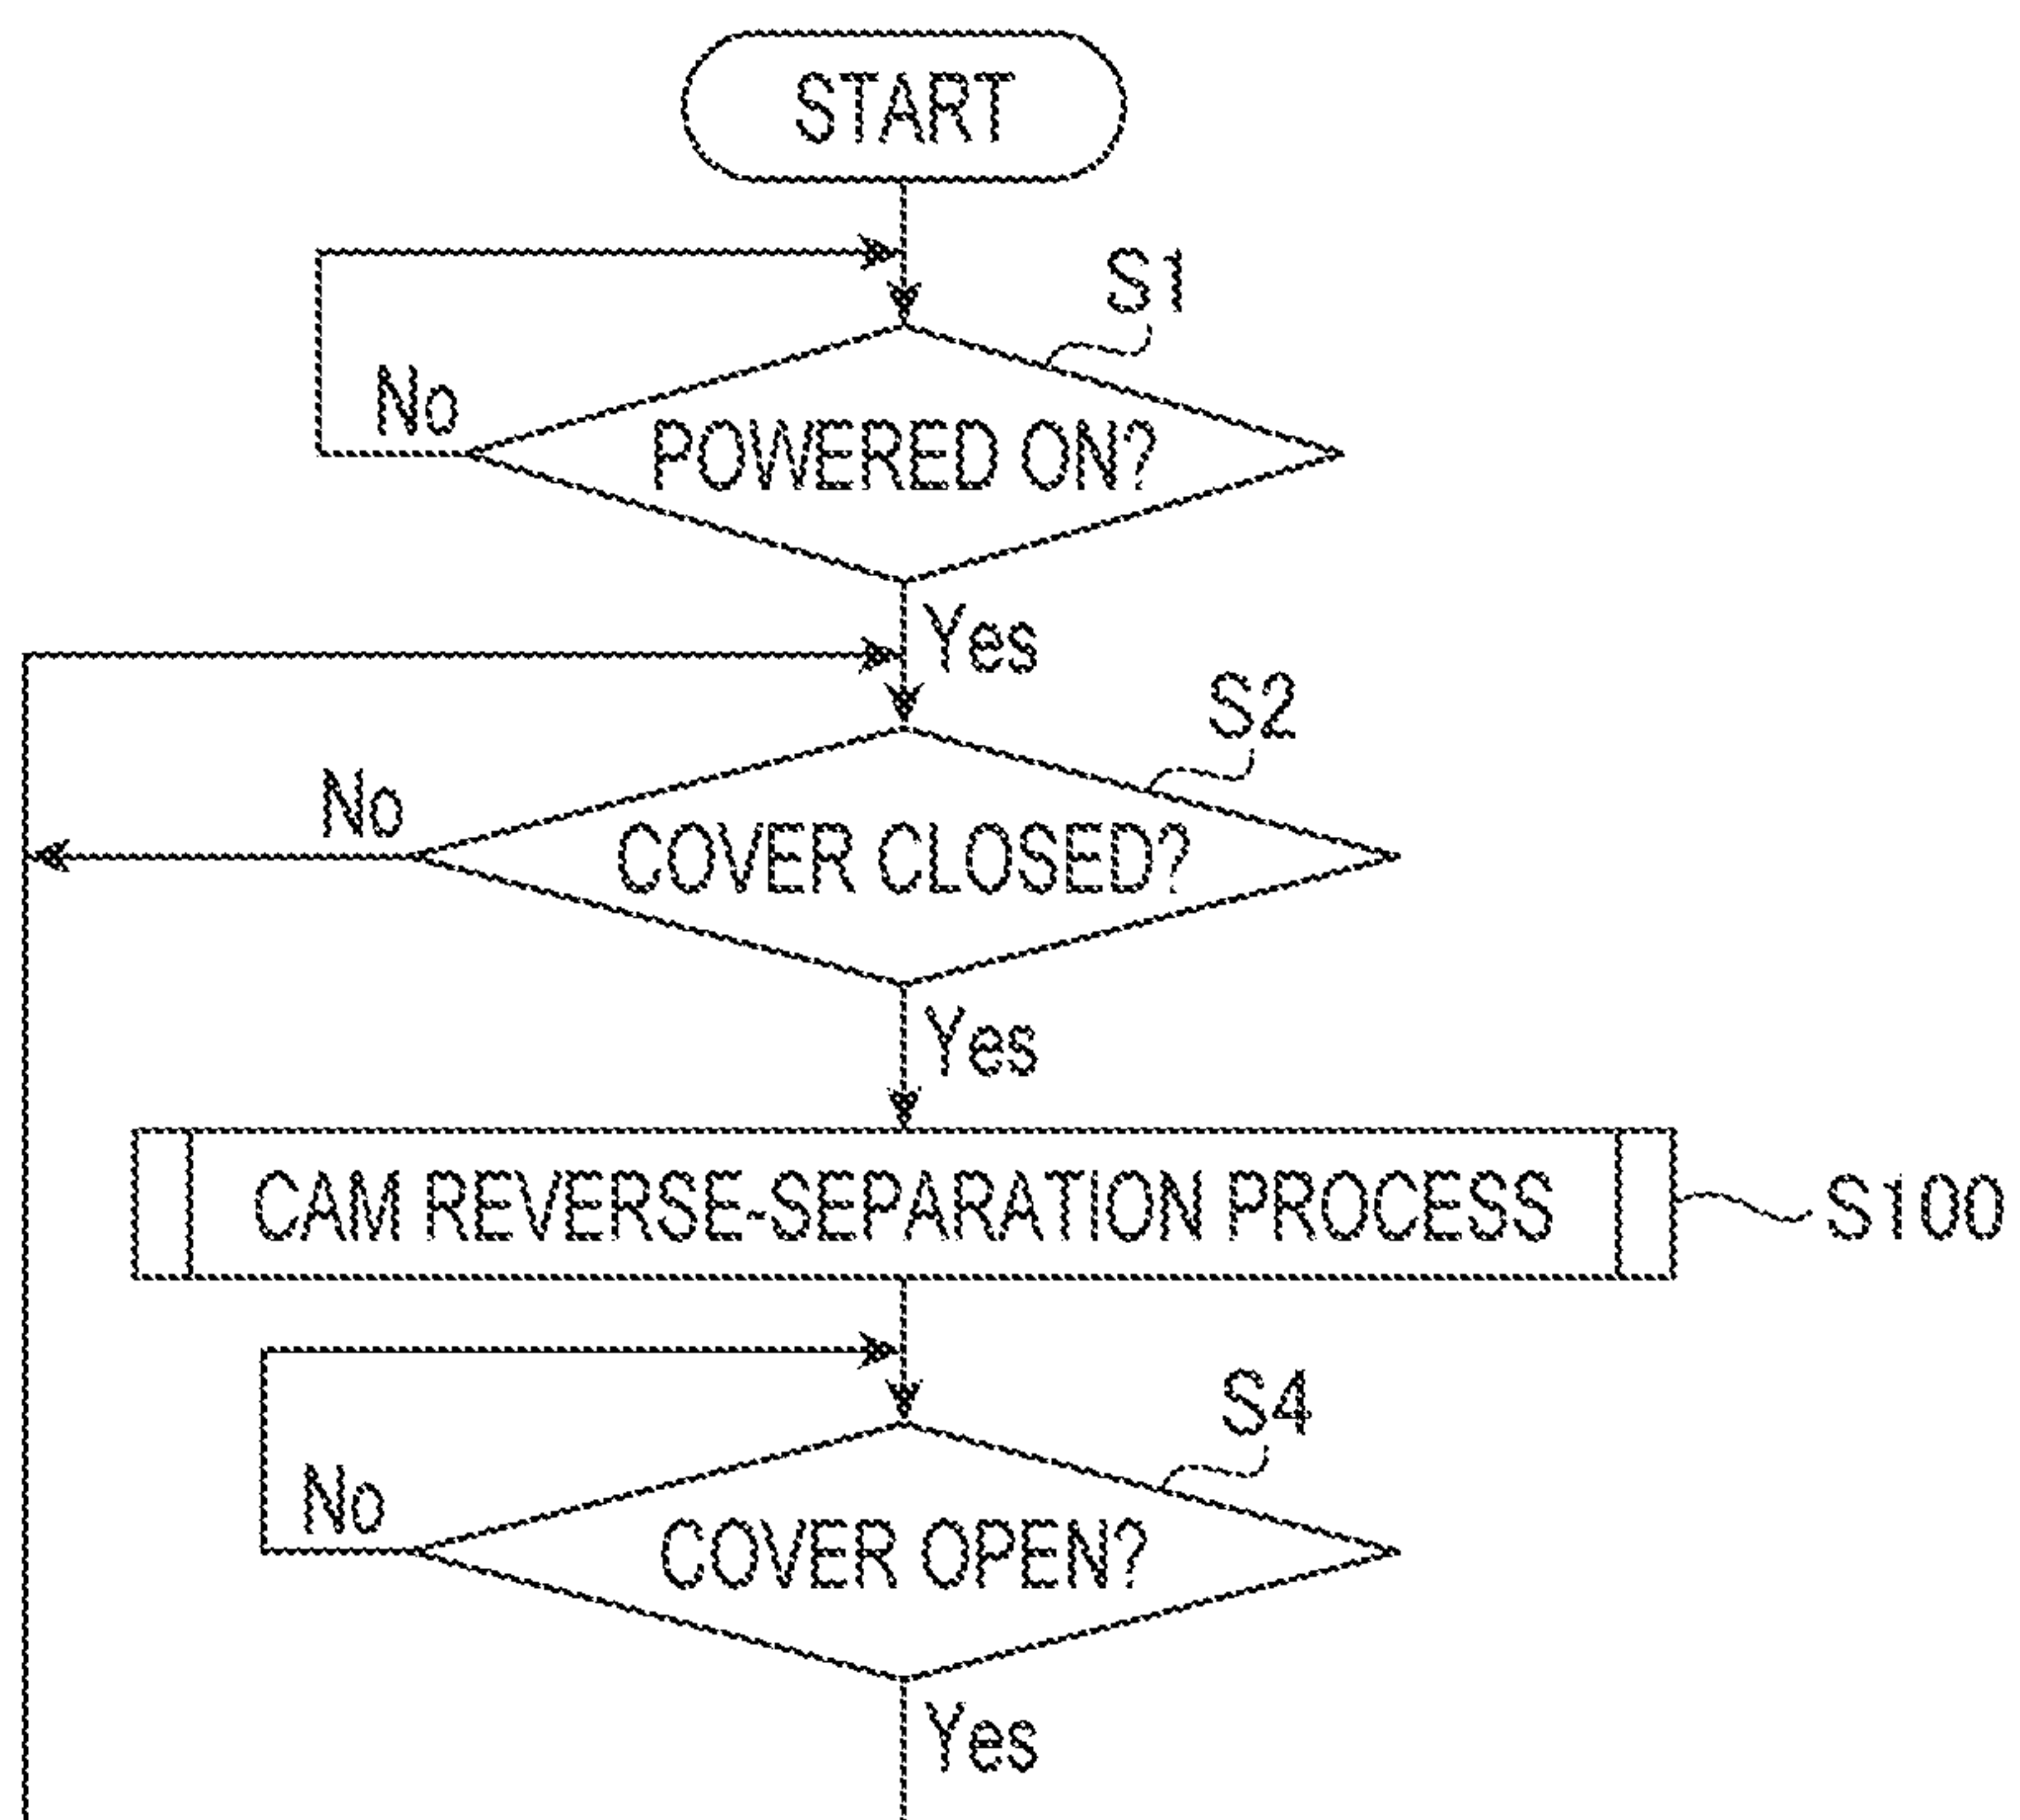 START
S1
No
POWERED ON?
Yes
S2
No
COVER CLOSED?
Yes
CAM REVERSE-SEPARATION PROCESS
S100
S4
No
COVER OPEN?
Yes